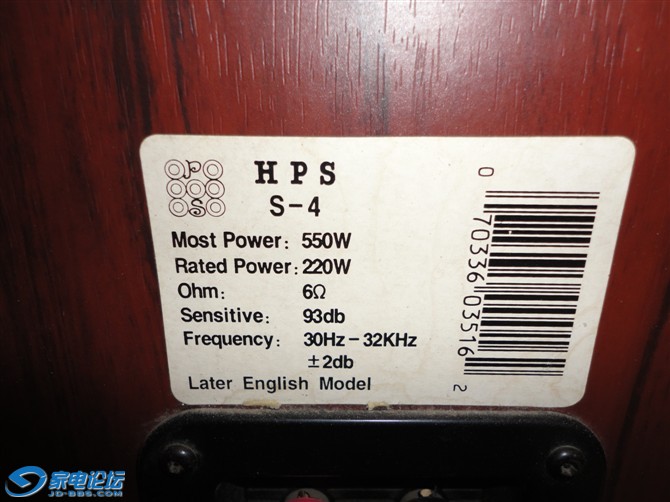 P
S
HPS
S-4
Most Power: 550W
Rated Power: 220W
Ohm: 6Ω
Sensitive: 93db
Frequency: 30Hz-32KHz
±2db
Later English Model
0 70336 03516 2
家电论坛
JD-BBS.COM